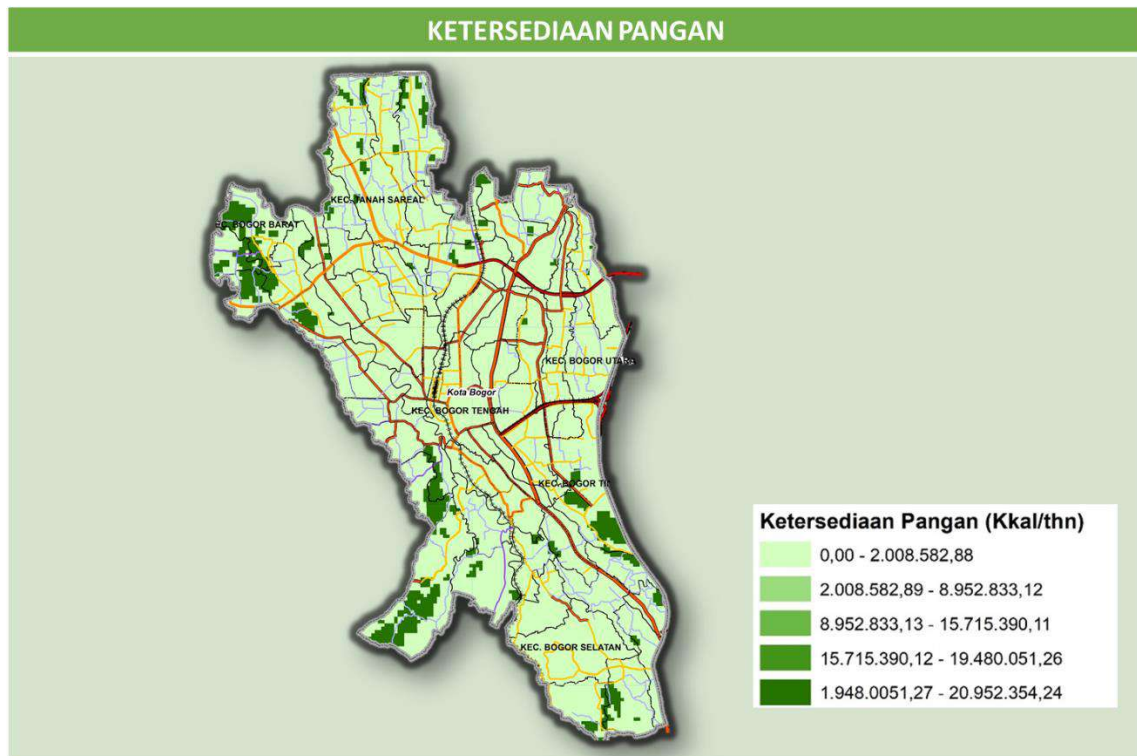 KETERSEDIAAN PANGAN
KEC. TANAH SAREAL
EC. BOGOR BARAT
KEC. BOGOR UTARA
Kota Bogor
KEC. BOGOR TENGAH
KEC. BOGOR TI
KEC. BOGOR SELATAN
Ketersediaan Pangan (Kkal/thn)
0,00 - 2.008.582,88
2.008.582,89 - 8.952.833,12
8.952.833,13 - 15.715.390,11
15.715.390,12 - 19.480.051,26
1.948.0051,27 - 20.952.354,24